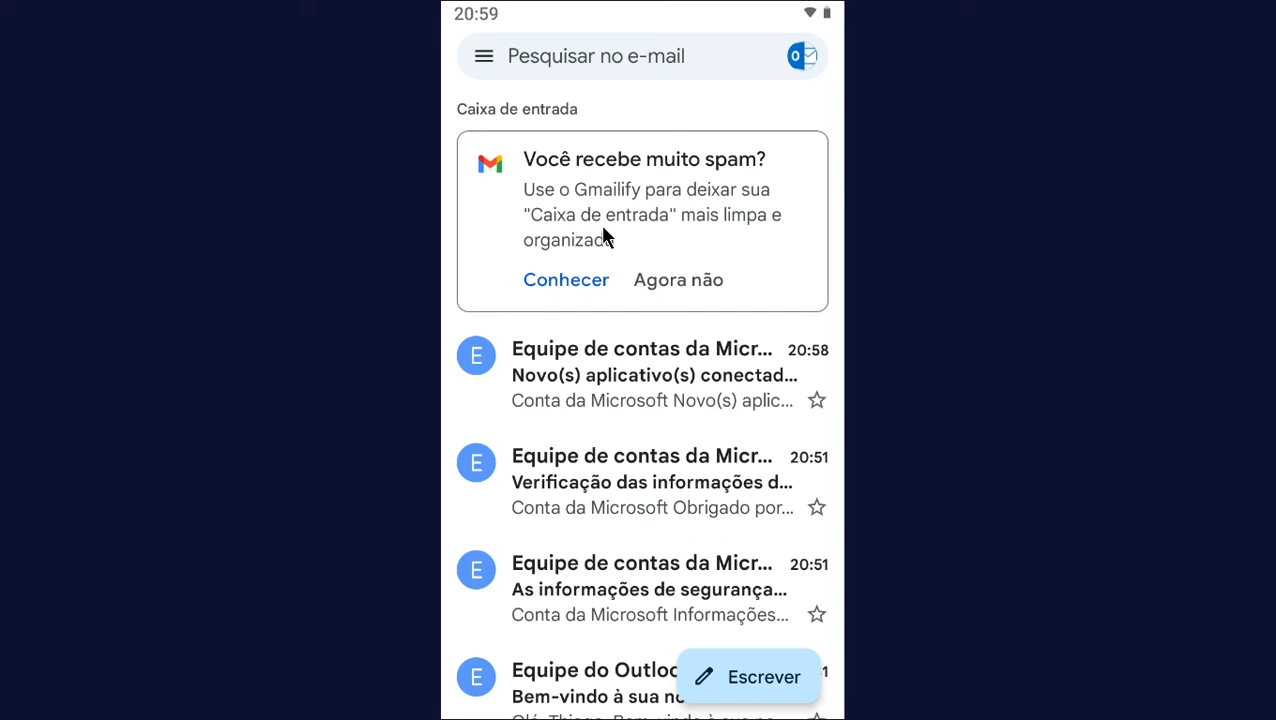 20:59
Pesquisar no e-mail
Caixa de entrada
Você recebe muito spam?
Use o Gmailify para deixar sua
"Caixa de entrada" mais limpa e
organizada
Conhecer Agora não
E Equipe de contas da Micr... 20:58
Novo(s) aplicativo(s) conectad...
Conta da Microsoft Novo(s) aplic...
E Equipe de contas da Micr... 20:51
Verificação das informações d...
Conta da Microsoft Obrigado por...
E Equipe de contas da Micr... 20:51
As informações de segurança...
Conta da Microsoft Informações...
E Equipe do Outloo
Bem-vindo à sua
Escrever